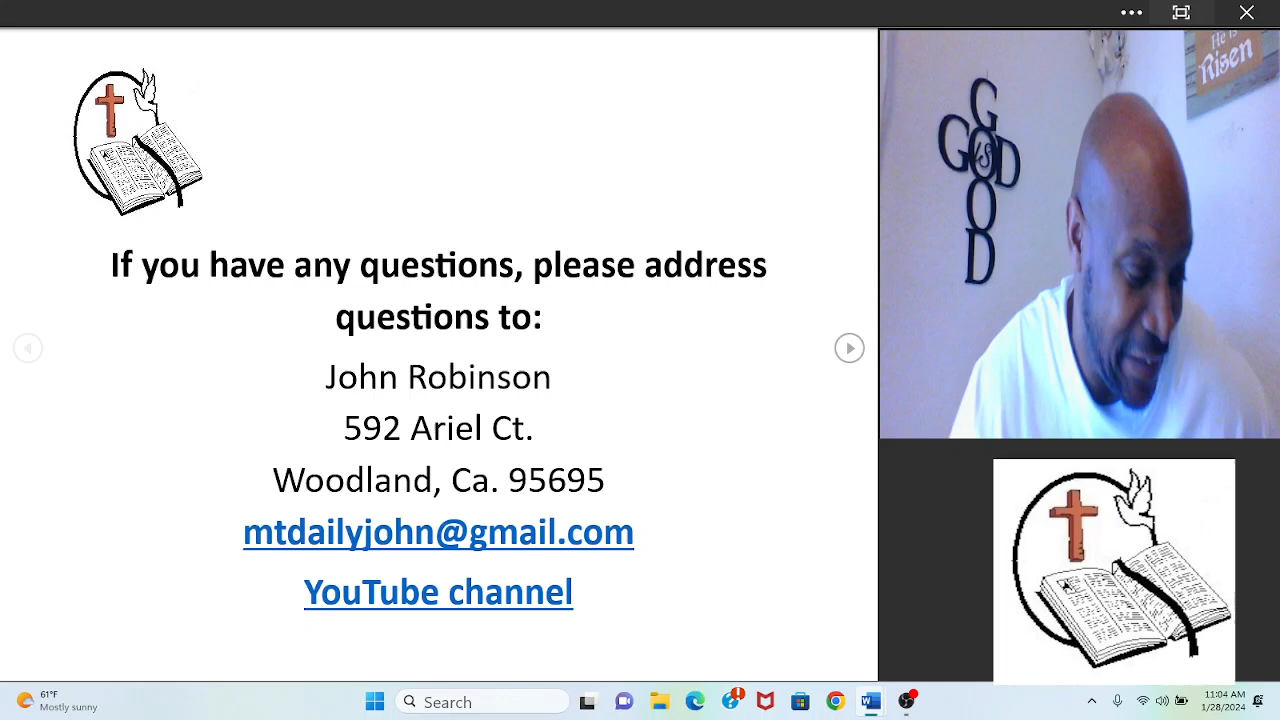 If you have any questions, please address
questions to:
John Robinson
592 Ariel Ct.
Woodland, Ca. 95695
mtdailyjohn@gmail.com
YouTube channel
He is
Risen
GOD
GOD
is
61°F
Mostly sunny
Search
11:04 AM
1/28/2024